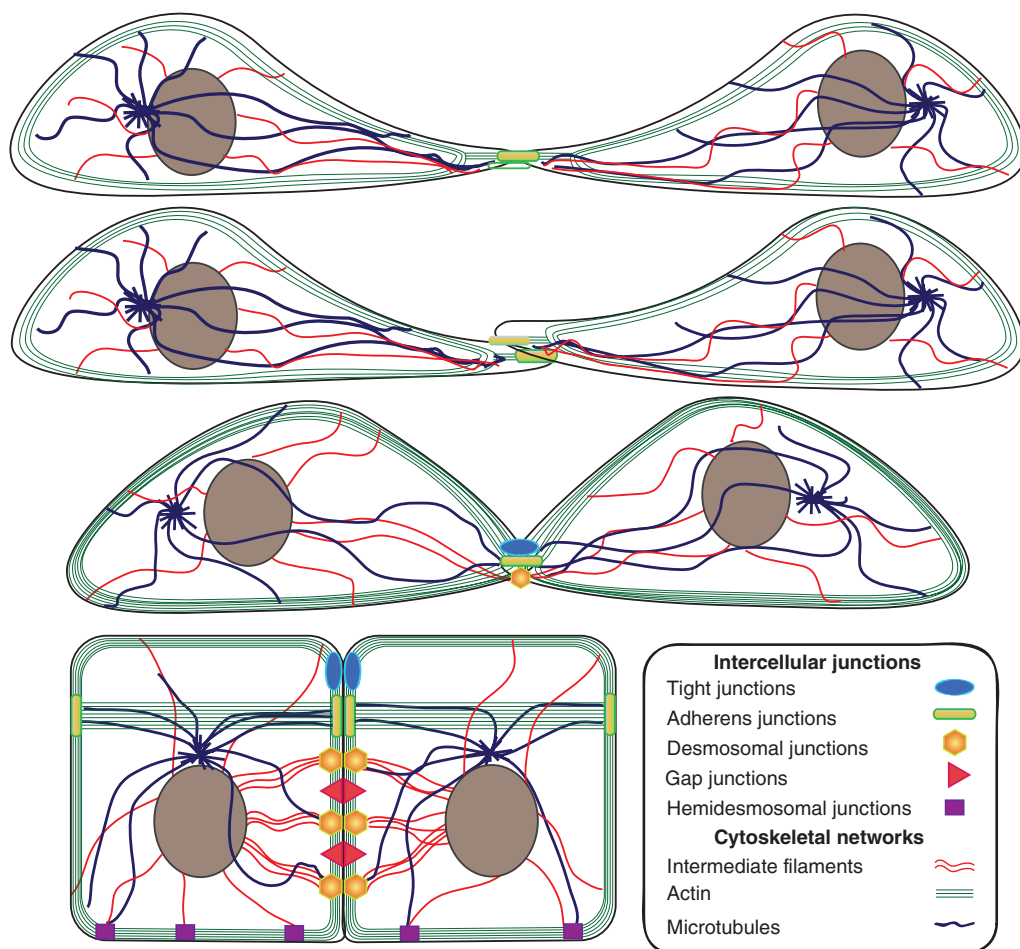 Intercellular junctions
Tight junctions
Adherens junctions
Desmosomal junctions
Gap junctions
Hemidesmosomal junctions
Cytoskeletal networks
Intermediate filaments
Actin
Microtubules